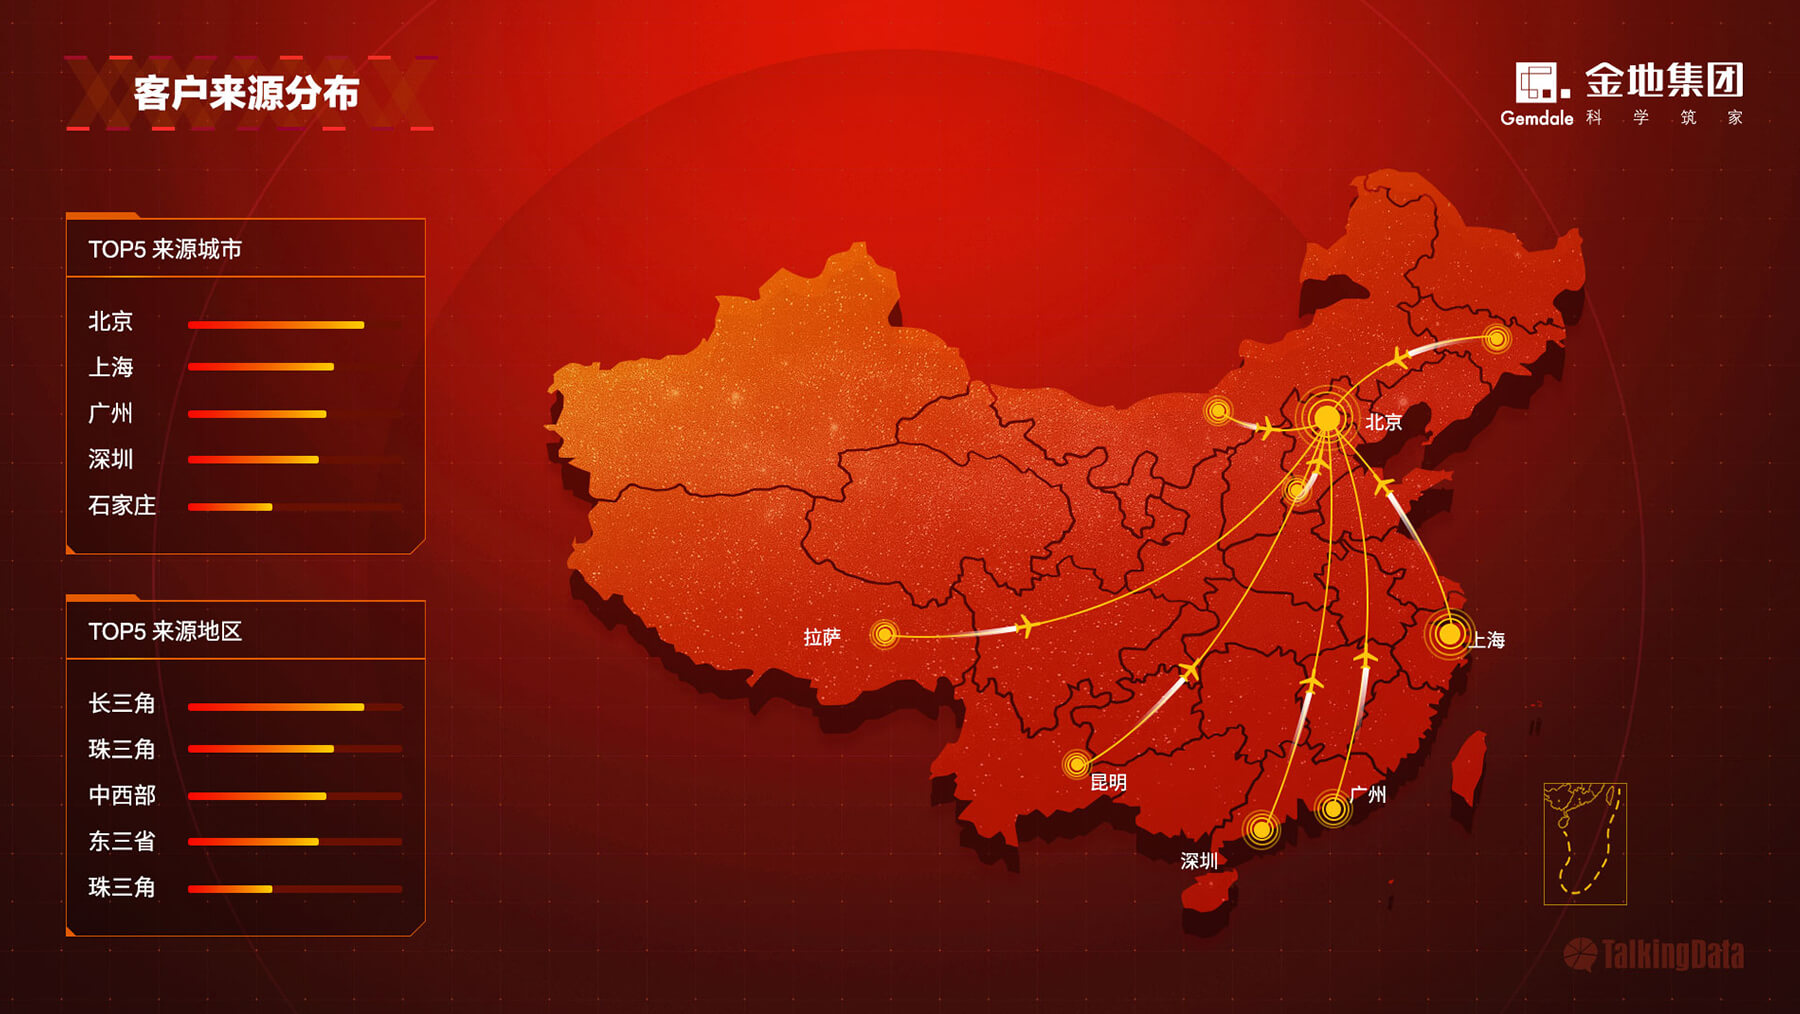 客户来源分布
金地集团
Gemdale 科学筑家
TOP5 来源城市
北京
上海
广州
深圳
石家庄
TOP5 来源地区
长三角
珠三角
中西部
东三省
珠三角
北京
拉萨
上海
昆明
广州
深圳
TalkingData